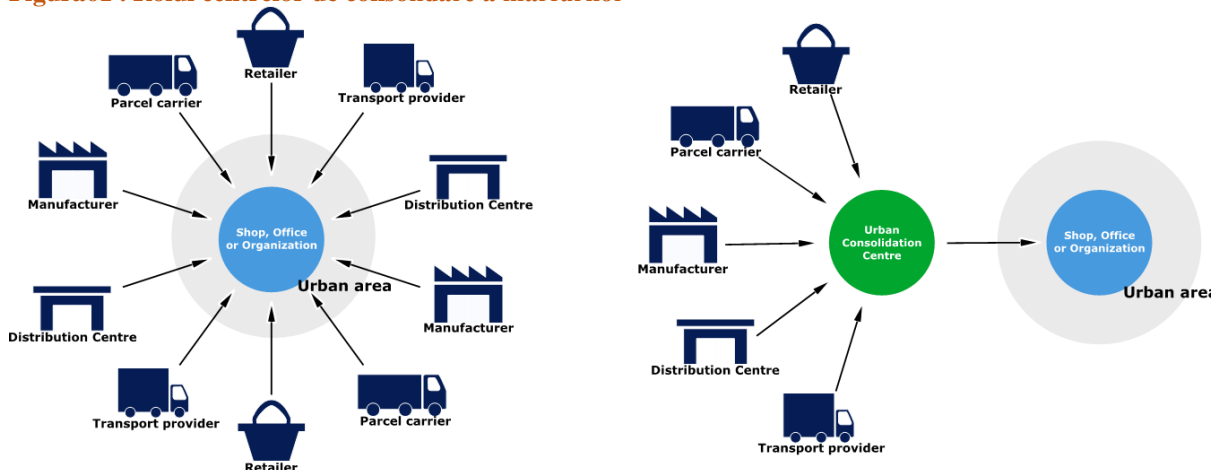 Retailer
Parcel carrier
Transport provider
Manufacturer
Distribution Centre
Shop, Office
or Organization
Urban area
Distribution Centre
Manufacturer
Transport provider
Parcel carrier
Retailer
Retailer
Parcel carrier
Manufacturer
Urban
Consolidation
Centre
Shop, Office
or Organization
Urban area
Distribution Centre
Transport provider